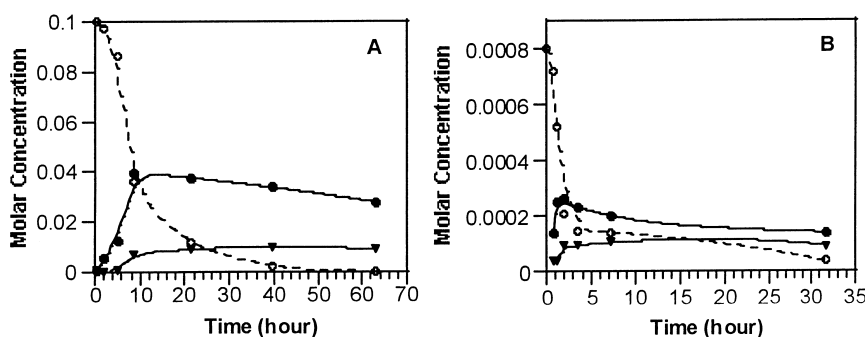 A
Molar Concentration
0.1
0.08
0.06
0.04
0.02
0
0 10 20 30 40 50 60 70
Time (hour)
B
Molar Concentration
0.0008
0.0006
0.0004
0.0002
0
0 5 10 15 20 25 30 35
Time (hour)